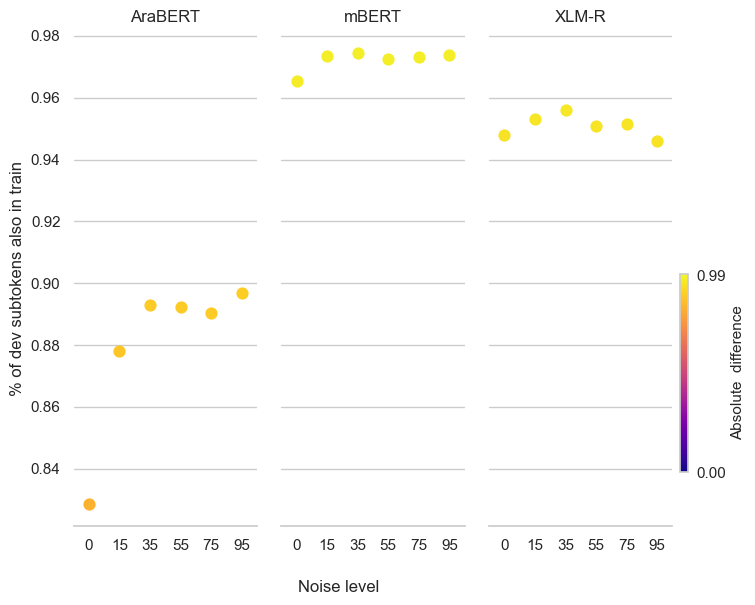 AraBERT mBERT XLM-R
0.98
0.96
0.94
0.92
0.90
0.88
0.86
0.84
% of dev subtokens also in train
0 15 35 55 75 95 0 15 35 55 75 95 0 15 35 55 75 95
Noise level
0.99
0.00
Absolute difference